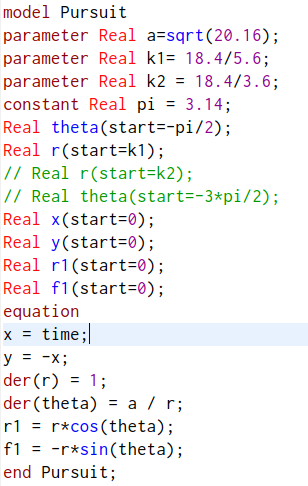 model Pursuit
parameter Real a=sqrt(20.16);
parameter Real k1= 18.4/5.6;
parameter Real k2 = 18.4/3.6;
constant Real pi = 3.14;
Real theta(start=-pi/2);
Real r(start=k1);
// Real r(start=k2);
// Real theta(start=-3*pi/2);
Real x(start=0);
Real y(start=0);
Real r1(start=0);
Real f1(start=0);
equation
x = time;
y = -x;
der(r) = 1;
der(theta) = a / r;
r1 = r*cos(theta);
f1 = -r*sin(theta);
end Pursuit;